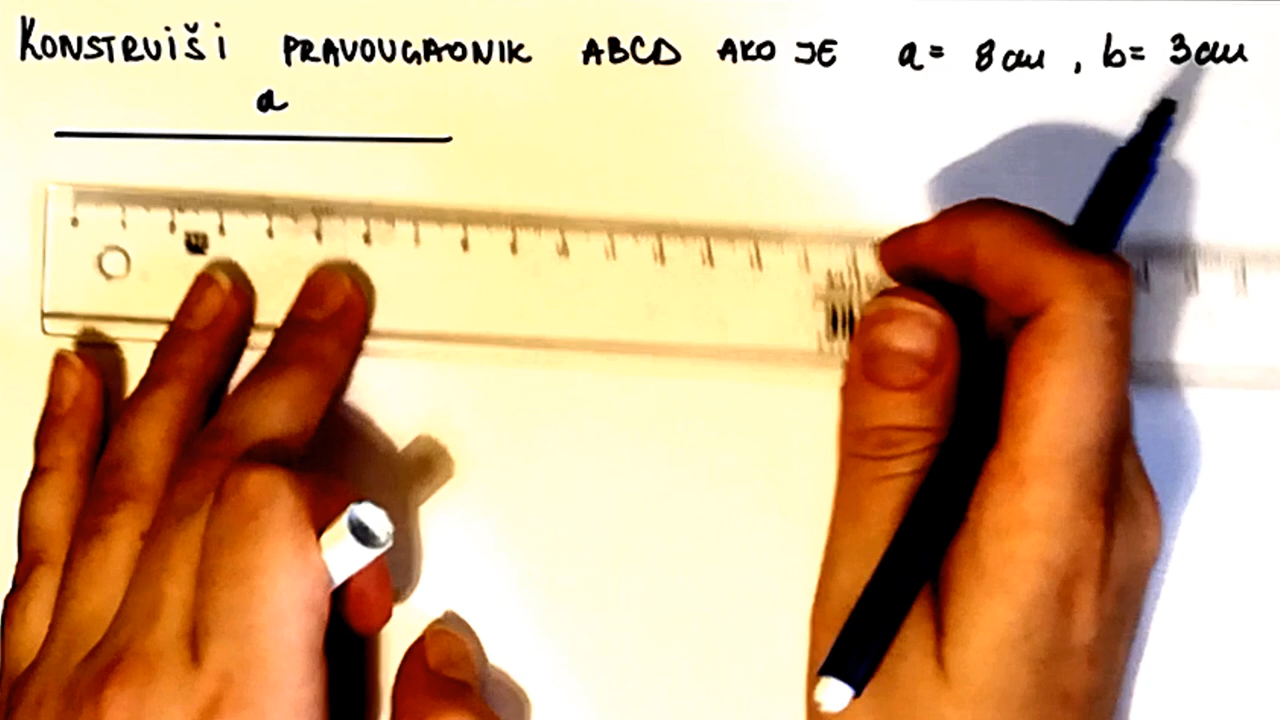 KONSTRUIŠI PRAVOUGAONIK ABCD AKO JE a= 8cm , b= 3cm
a